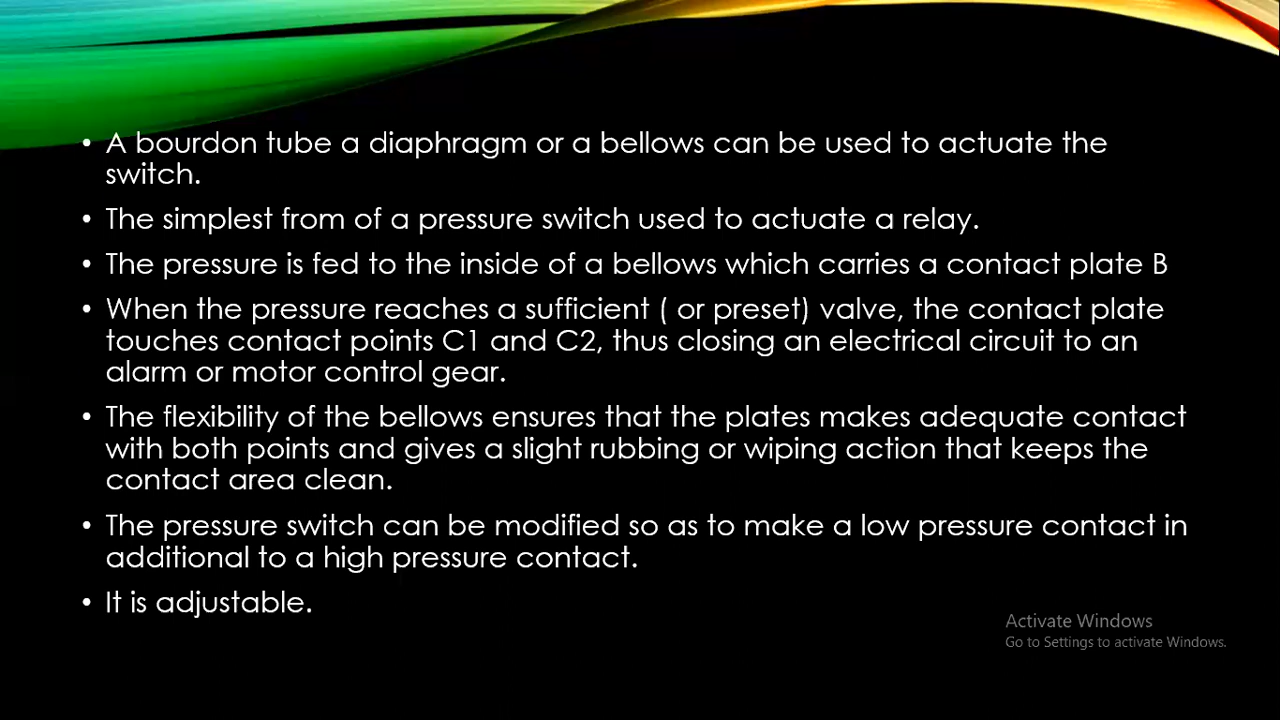 • A bourdon tube a diaphragm or a bellows can be used to actuate the
switch.
• The simplest from of a pressure switch used to actuate a relay.
• The pressure is fed to the inside of a bellows which carries a contact plate B
• When the pressure reaches a sufficient ( or preset) valve, the contact plate
touches contact points C1 and C2, thus closing an electrical circuit to an
alarm or motor control gear.
• The flexibility of the bellows ensures that the plates makes adequate contact
with both points and gives a slight rubbing or wiping action that keeps the
contact area clean.
• The pressure switch can be modified so as to make a low pressure contact in
additional to a high pressure contact.
• It is adjustable.
Activate Windows
Go to Settings to activate Windows.